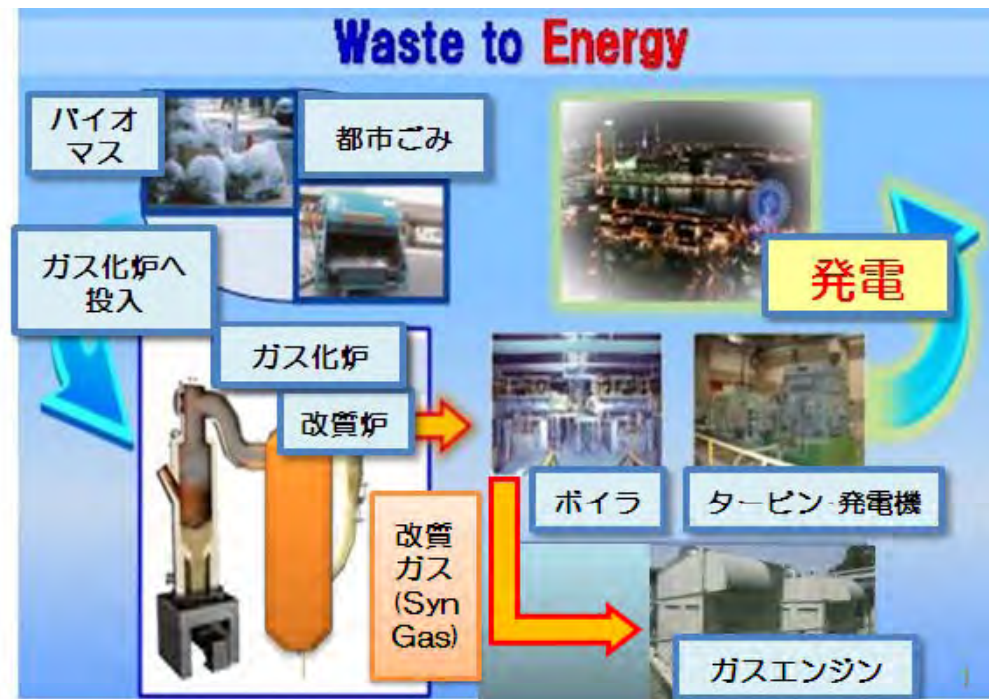 Waste to Energy
バイオ
マス
都市ごみ
ガス化炉へ
投入
発電
ガス化炉
改質炉
ボイラ
タービン・発電機
改質
ガス
(Syn
Gas)
ガスエンジン